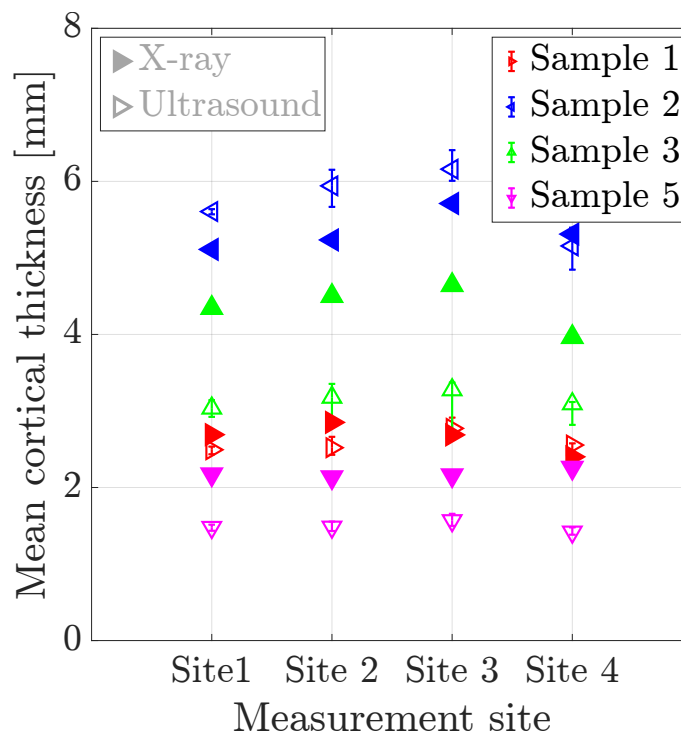 8
6
4
2
0
Mean cortical thickness [mm]
X-ray
Ultrasound
Sample 1
Sample 2
Sample 3
Sample 5
Site1 Site 2 Site 3 Site 4
Measurement site